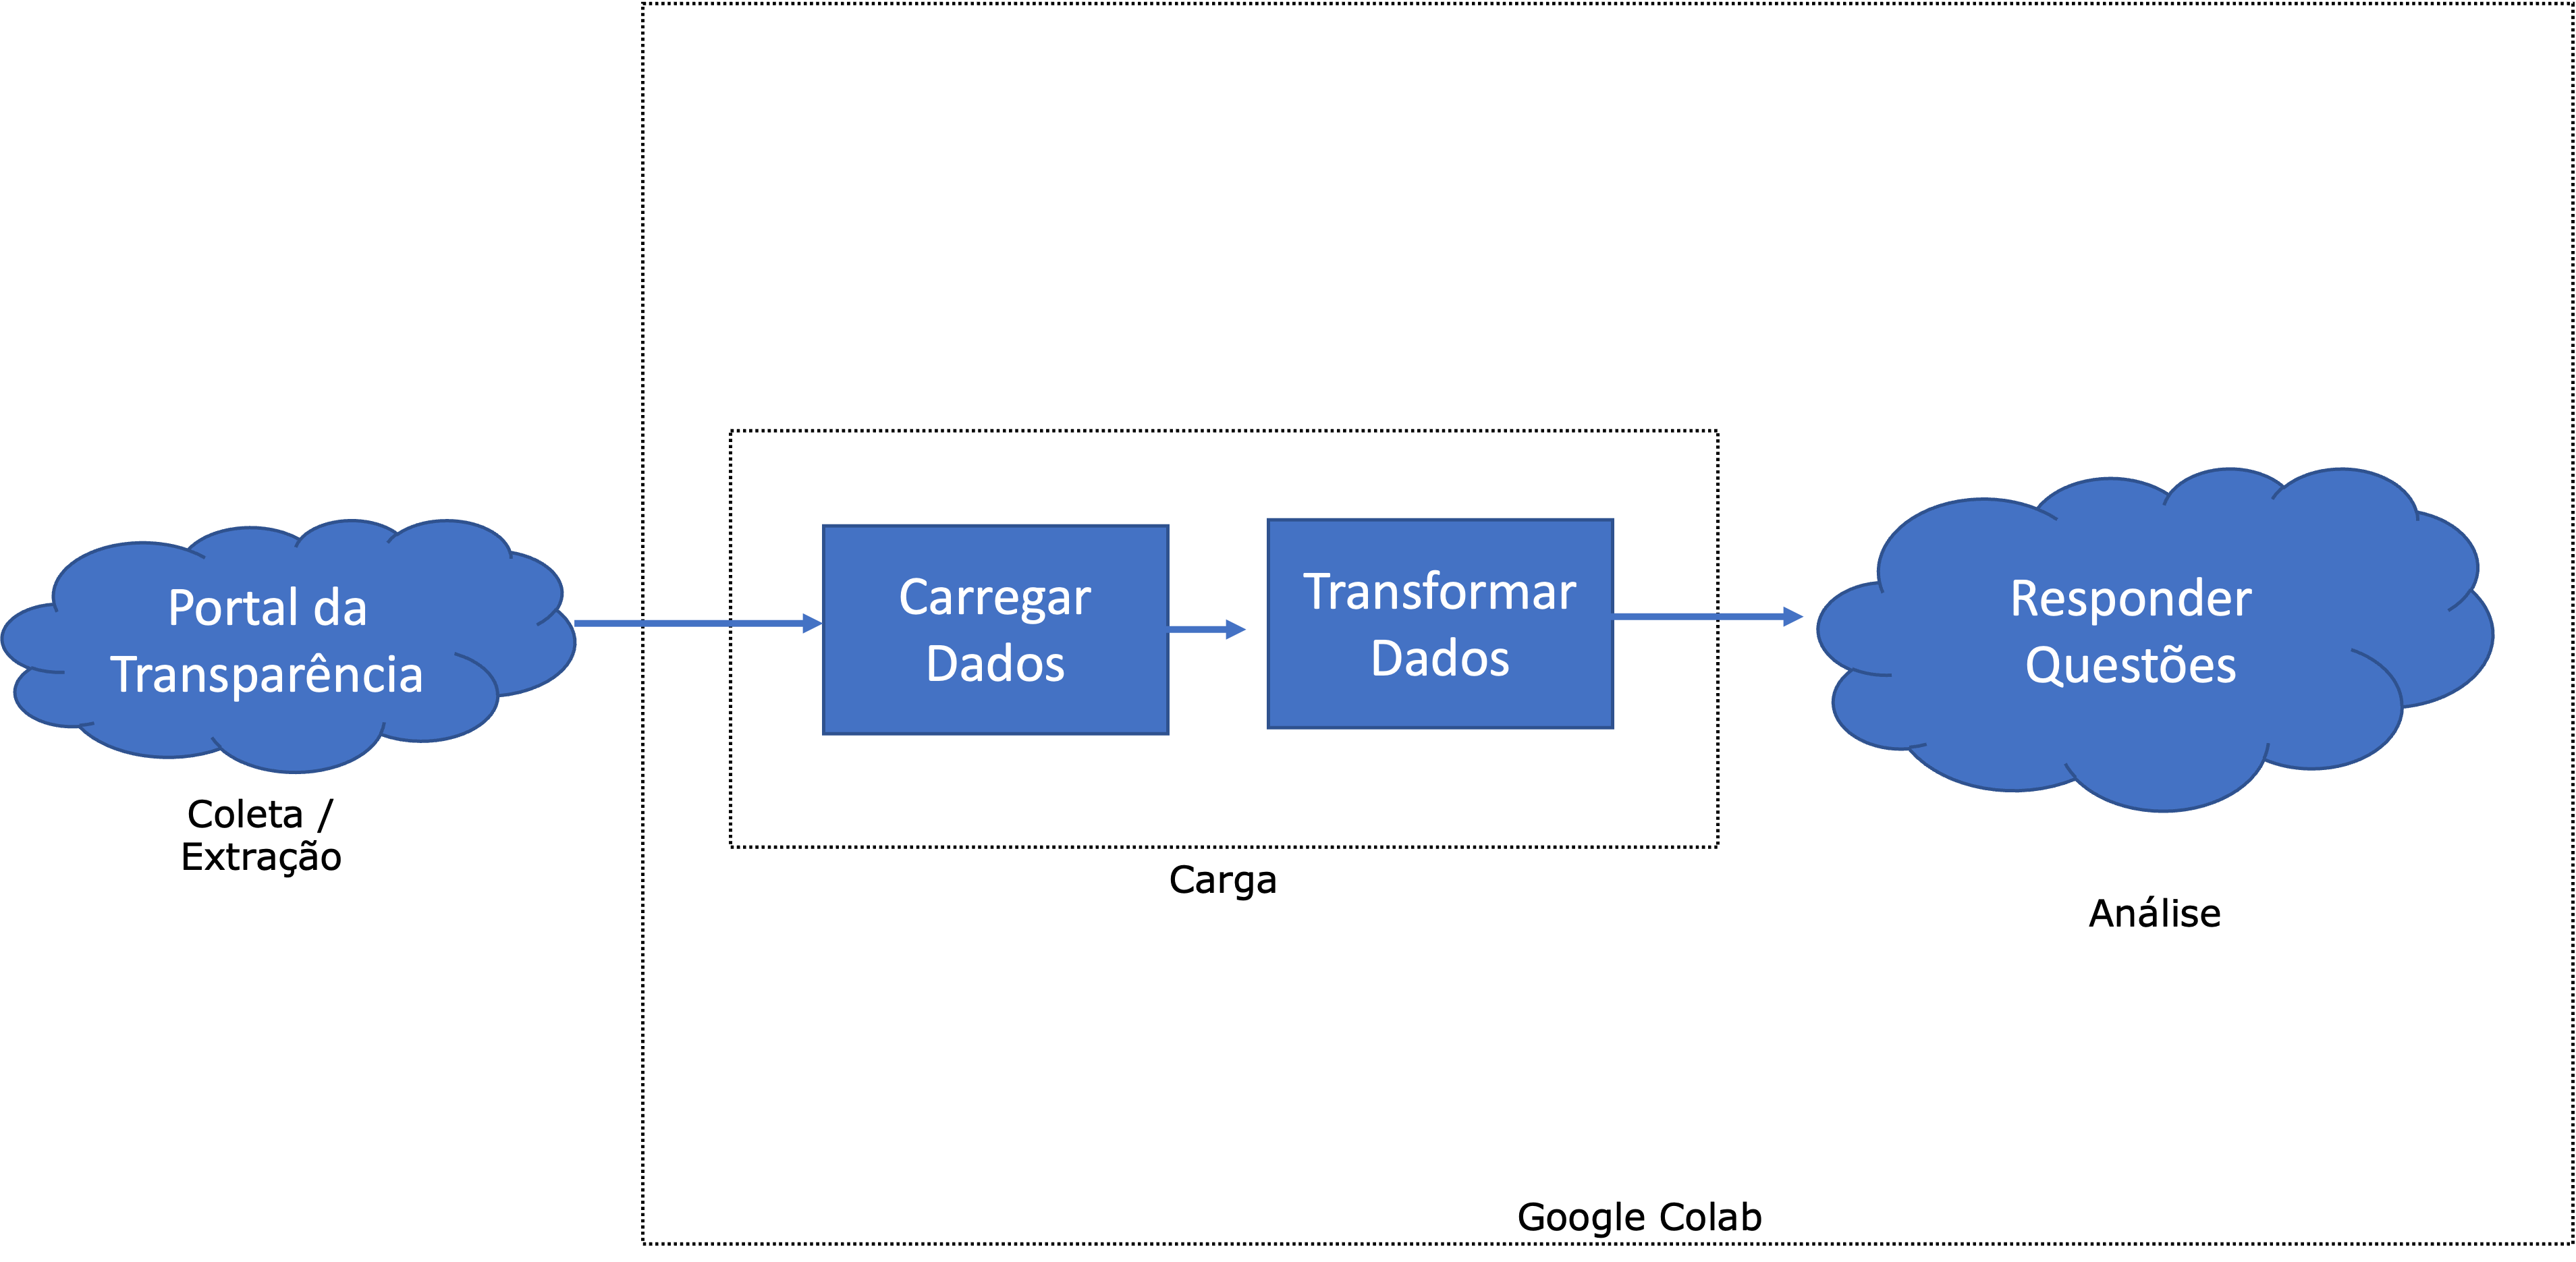 Portal da
Transparência
Coleta /
Extração
Carregar
Dados
Transformar
Dados
Carga
Responder
Questões
Análise
Google Colab